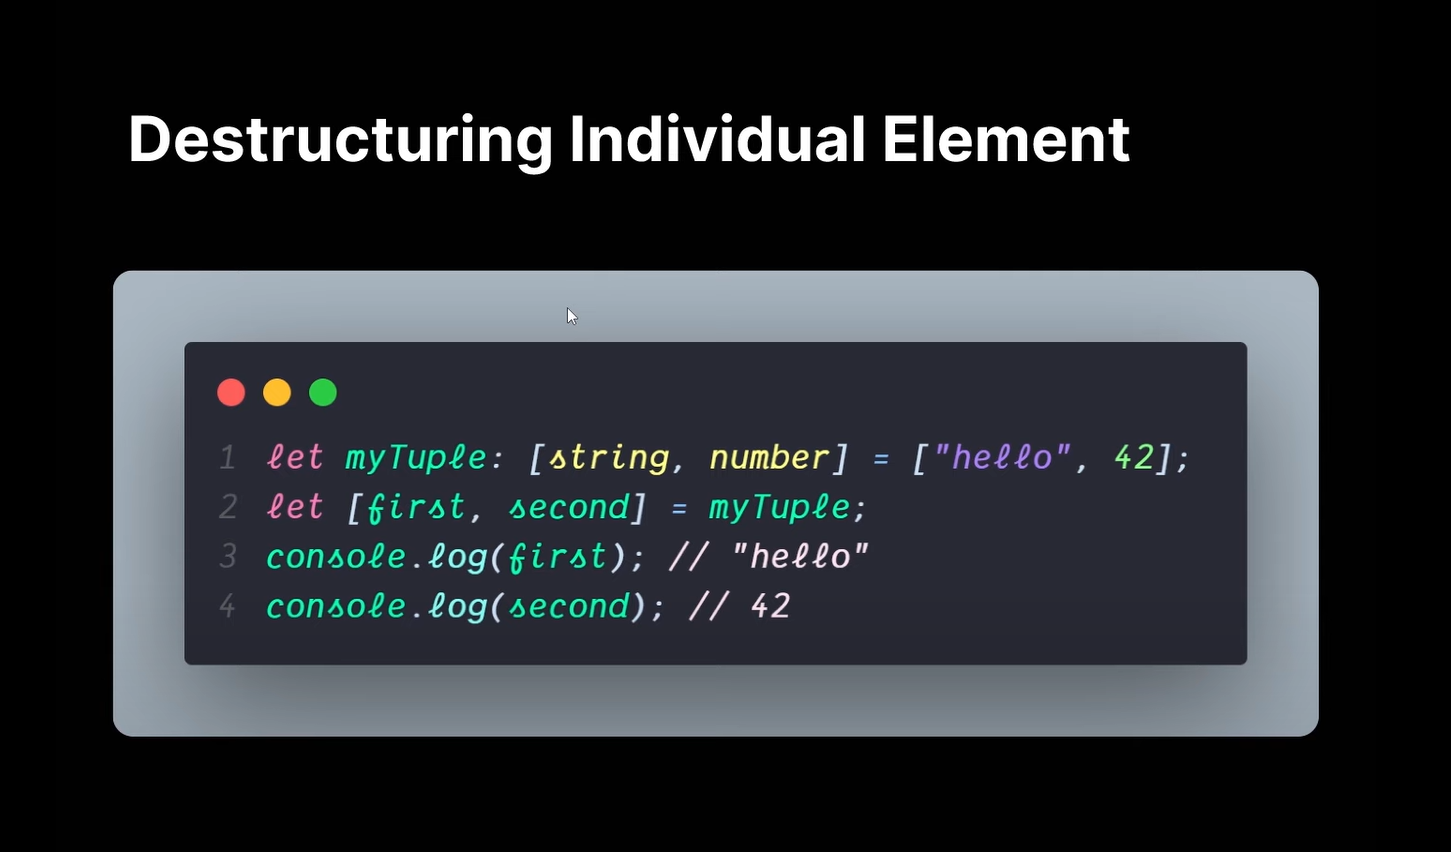 Destructuring Individual Element
1 let myTuple: [string, number] = ["hello", 42];
2 let [first, second] = myTuple;
3 console.log(first); // "hello"
4 console.log(second); // 42